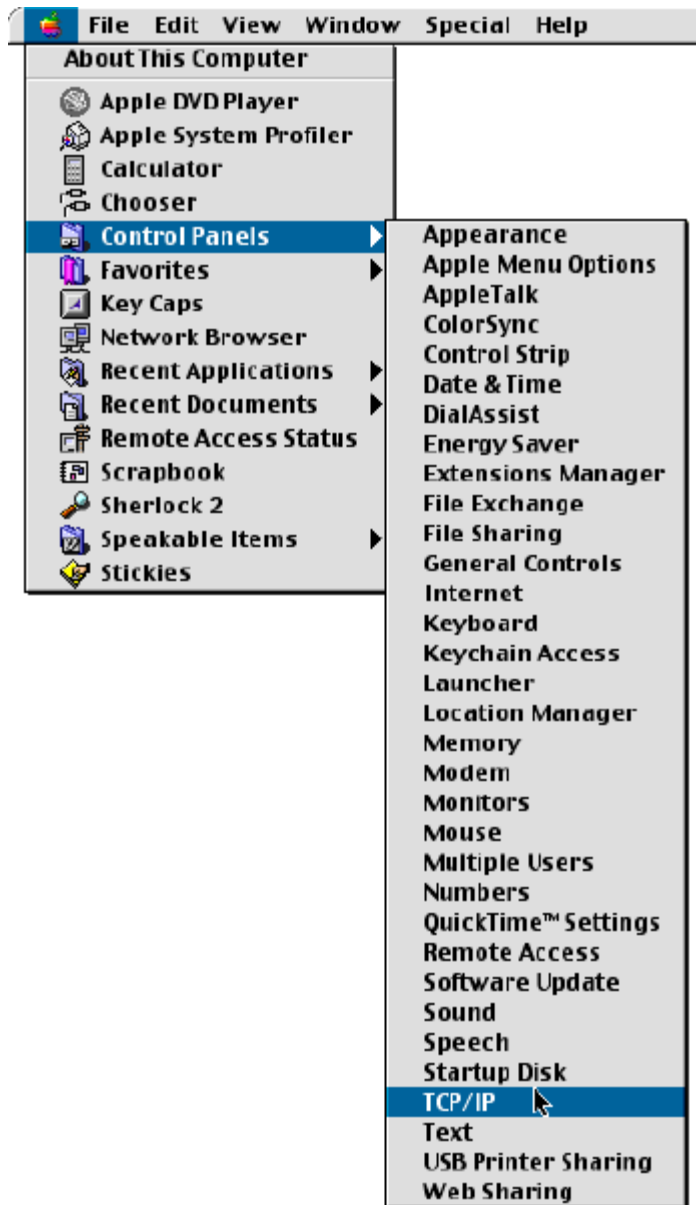 File Edit View Window Special Help
About This Computer
Apple DVD Player
Apple System Profiler
Calculator
Chooser
Control Panels
Favorites
Key Caps
Network Browser
Recent Applications
Recent Documents
Remote Access Status
Scrapbook
Sherlock 2
Speakable Items
Stickies
Appearance
Apple Menu Options
AppleTalk
ColorSync
Control Strip
Date & Time
DialAssist
Energy Saver
Extensions Manager
File Exchange
File Sharing
General Controls
Internet
Keyboard
Keychain Access
Launcher
Location Manager
Memory
Modem
Monitors
Mouse
Multiple Users
Numbers
QuickTime™ Settings
Remote Access
Software Update
Sound
Speech
Startup Disk
TCP/IP
Text
USB Printer Sharing
Web Sharing